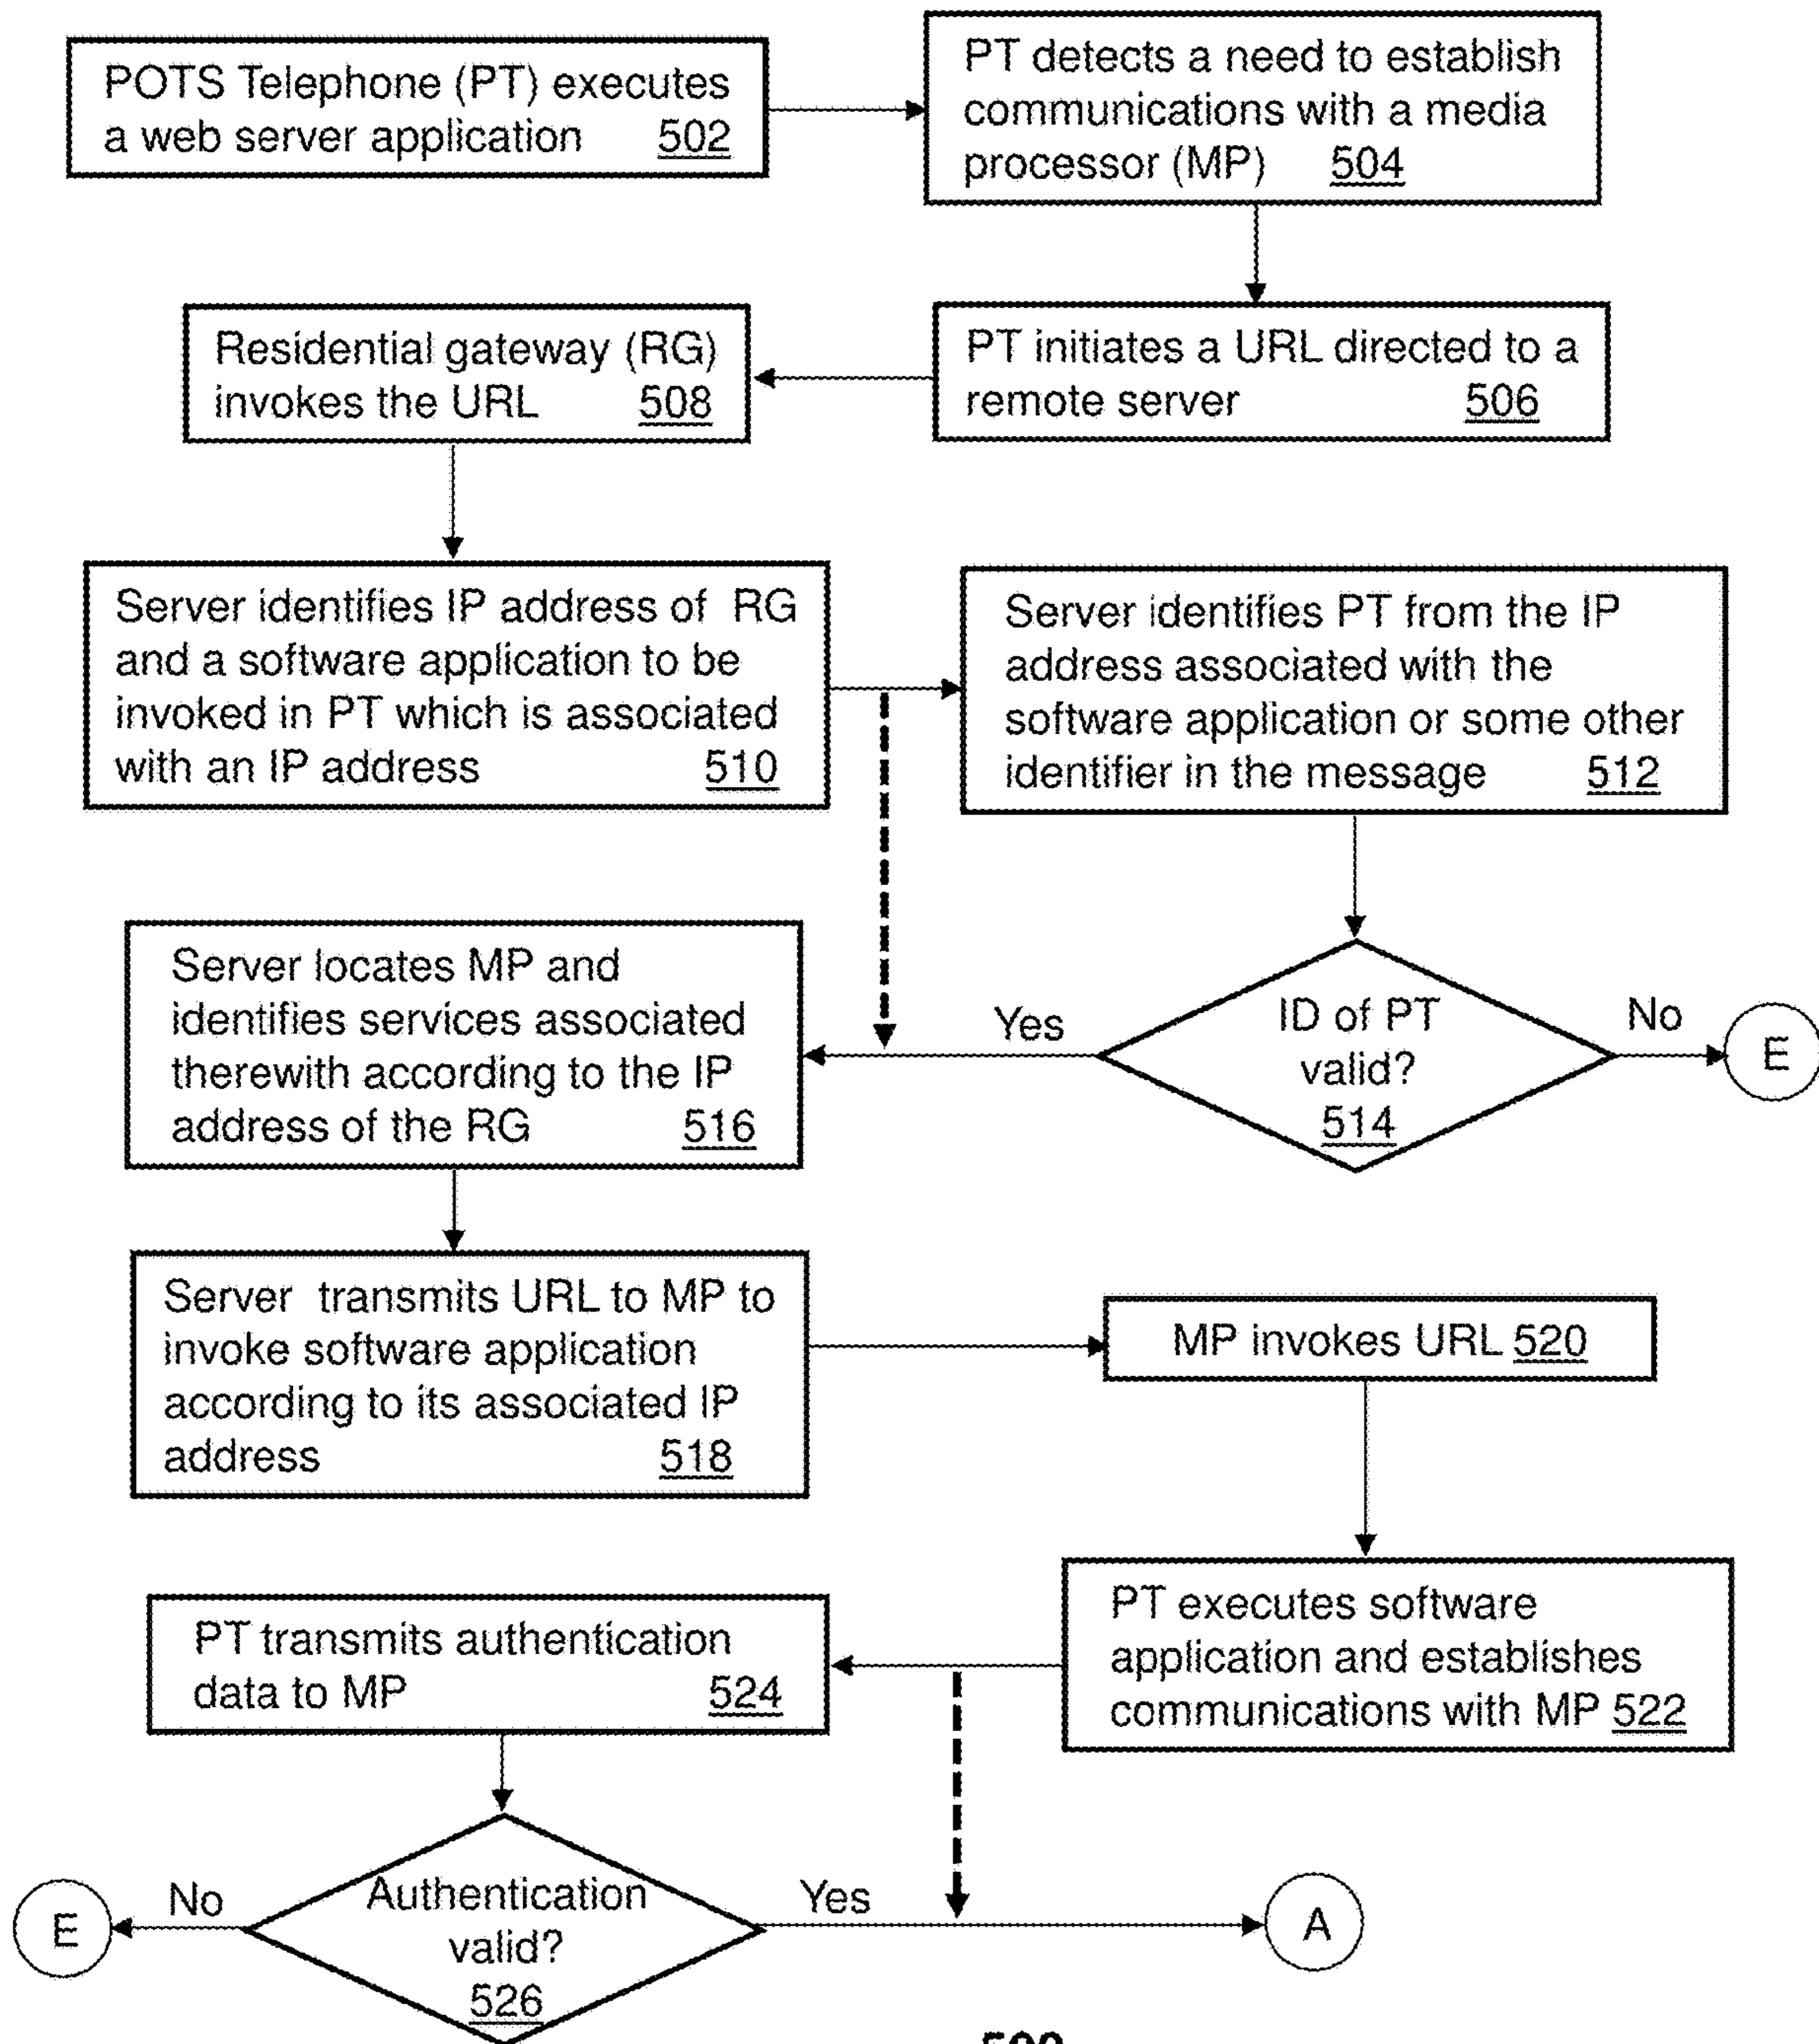 POTS Telephone (PT) executes
a web server application 502
PT detects a need to establish
communications with a media
processor (MP) 504
PT initiates a URL directed to a
remote server 506
Residential gateway (RG)
invokes the URL 508
Server identifies IP address of RG
and a software application to be
invoked in PT which is associated
with an IP address 510
Server identifies PT from the IP
address associated with the
software application or some other
identifier in the message 512
ID of PT
valid?
514
No
E
Yes
Server locates MP and
identifies services associated
therewith according to the IP
address of the RG 516
Server transmits URL to MP to
invoke software application
according to its associated IP
address 518
MP invokes URL 520
PT executes software
application and establishes
communications with MP 522
PT transmits authentication
data to MP 524
Authentication
valid?
526
No
E
Yes
A